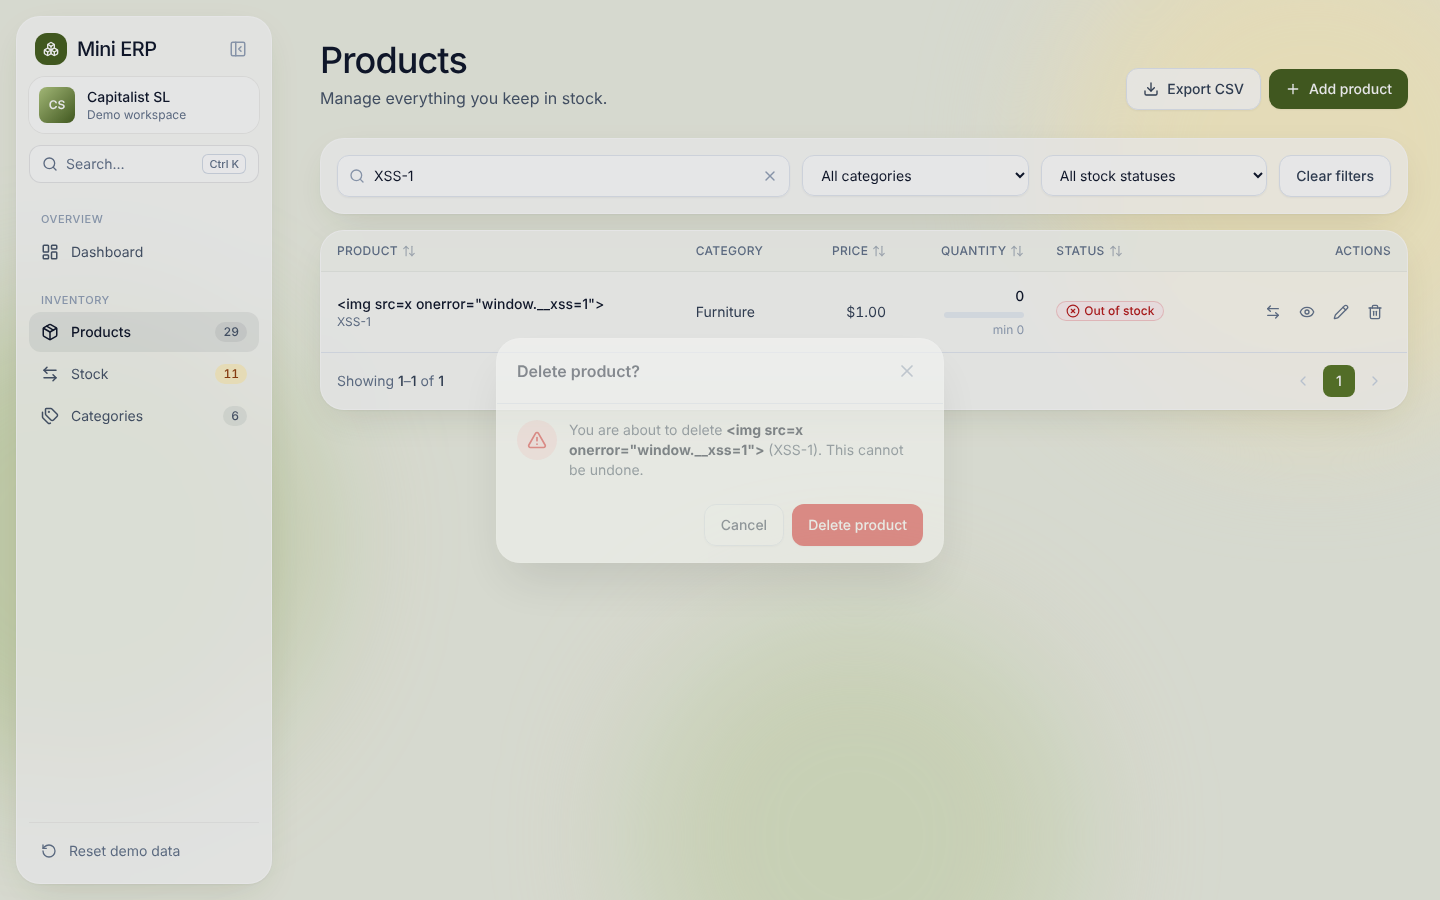 Mini ERP
CS
Capitalist SL
Demo workspace
Search...
Ctrl K
OVERVIEW
Dashboard
INVENTORY
Products 29
Stock 11
Categories 6
Reset demo data
Products
Manage everything you keep in stock.
Export CSV
Add product
XSS-1
All categories
All stock statuses
Clear filters
PRODUCT CATEGORY PRICE QUANTITY STATUS ACTIONS
<img src=x onerror="window.__xss=1">
XSS-1
Furniture
$1.00
0
min 0
Out of stock
Showing 1–1 of 1
1
Delete product?
You are about to delete <img src=x
onerror="window.__xss=1"> (XSS-1). This cannot
be undone.
Cancel
Delete product